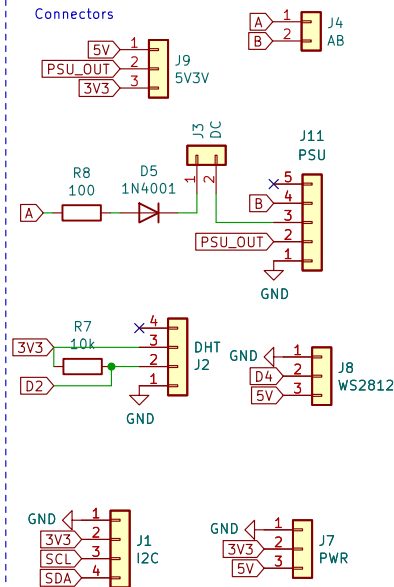 Connectors
A 1
B 2
J4
AB
5V 1
PSU_OUT 2
3V3 3
J9
5V3V
J3
DC
1
2
R8
100
D5
1N4001
A
J11
PSU
5
B 4
3
PSU_OUT 2
1
GND
R7
10k
3V3
D2
4
3
2
1
DHT
J2
GND
GND 1
D4 2
5V 3
J8
WS2812
GND 1
3V3 2
SCL 3
SDA 4
J1
I2C
GND 1
3V3 2
5V 3
J7
PWR